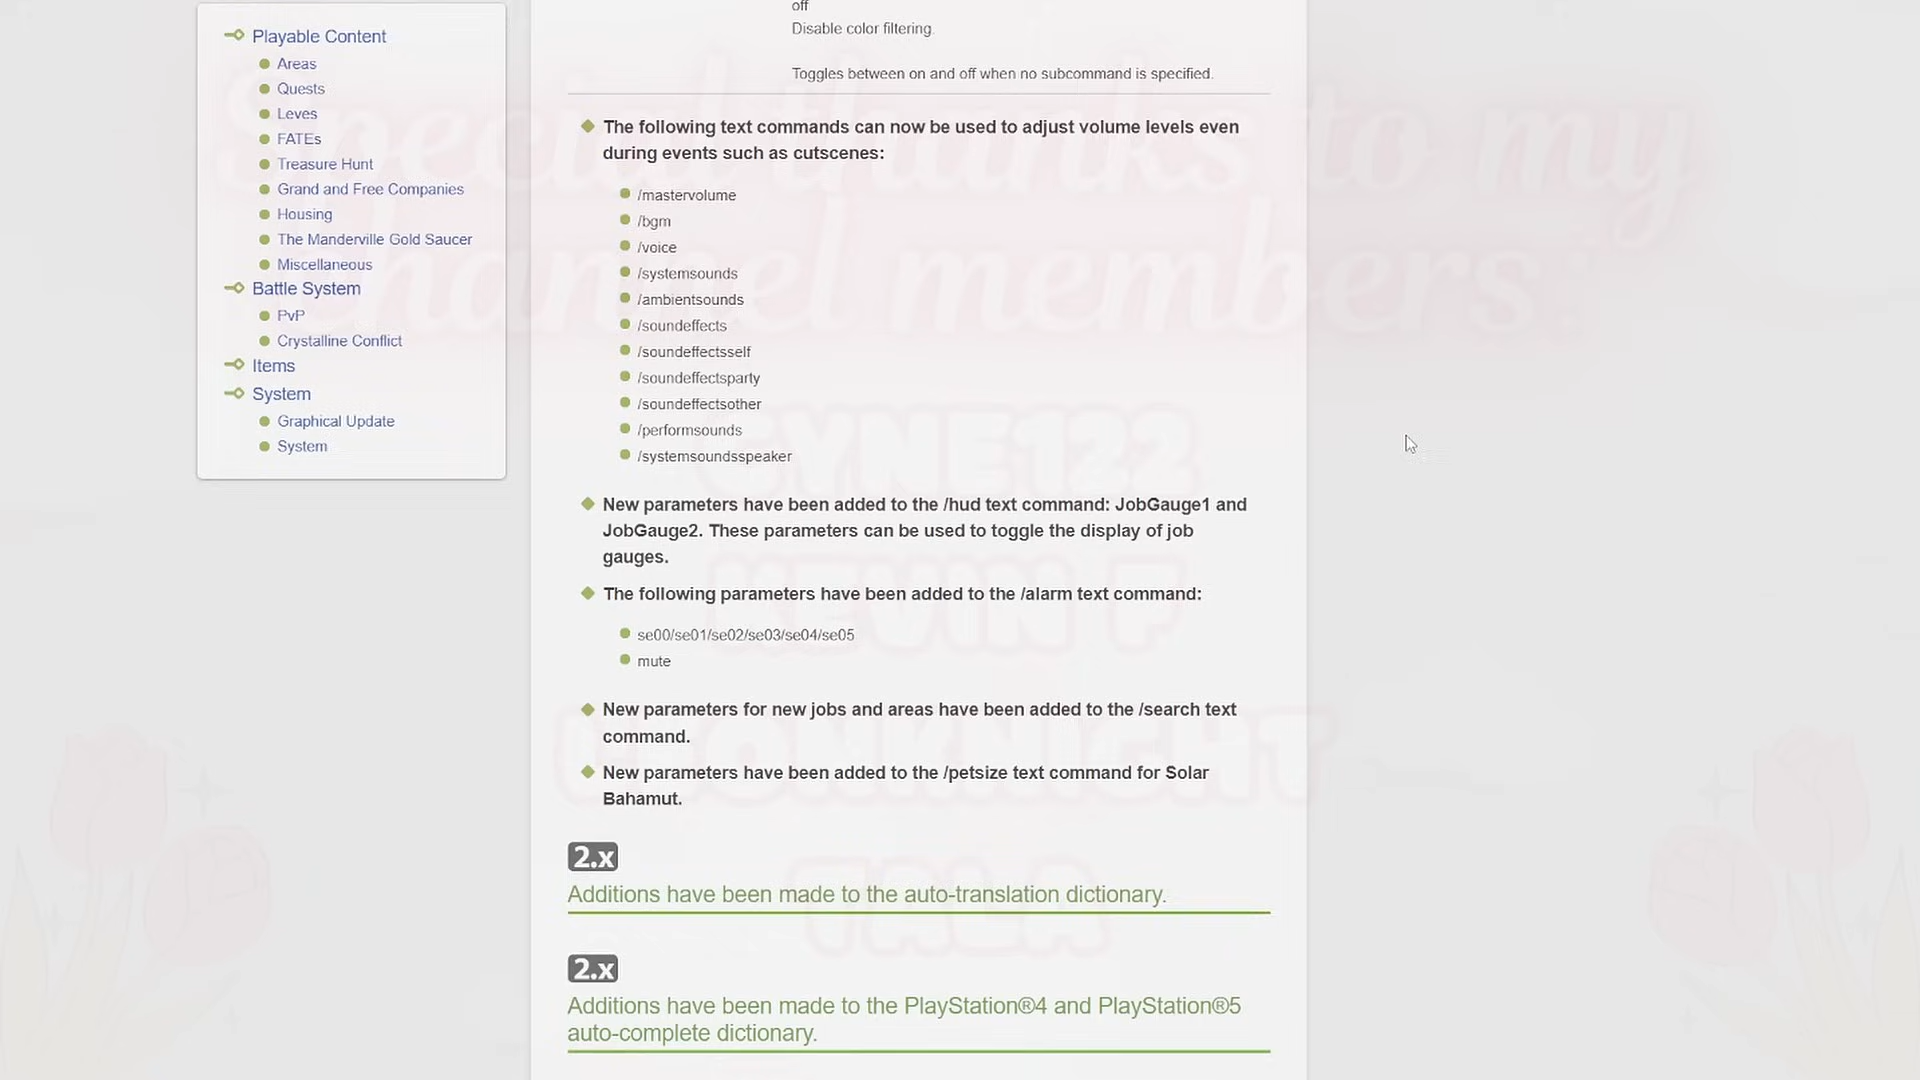 Playable Content
Areas
Quests
Leves
FATEs
Treasure Hunt
Grand and Free Companies
Housing
The Manderville Gold Saucer
Miscellaneous
Battle System
PvP
Crystalline Conflict
Items
System
Graphical Update
System
off
Disable color filtering.
Toggles between on and off when no subcommand is specified.
The following text commands can now be used to adjust volume levels even
during events such as cutscenes:
/mastervolume
/bgm
/voice
/systemsounds
/ambientsounds
/soundeffects
/soundeffectsself
/soundeffectsparty
/soundeffectsother
/performsounds
/systemsoundsspeaker
New parameters have been added to the /hud text command: JobGauge1 and
JobGauge2. These parameters can be used to toggle the display of job
gauges.
The following parameters have been added to the /alarm text command:
se00/se01/se02/se03/se04/se05
mute
New parameters for new jobs and areas have been added to the /search text
command.
New parameters have been added to the /petsize text command for Solar
Bahamut.
2.x
Additions have been made to the auto-translation dictionary.
2.x
Additions have been made to the PlayStation®4 and PlayStation®5
auto-complete dictionary.
Special thanks to my
channel members:
KEVIN F
TALA